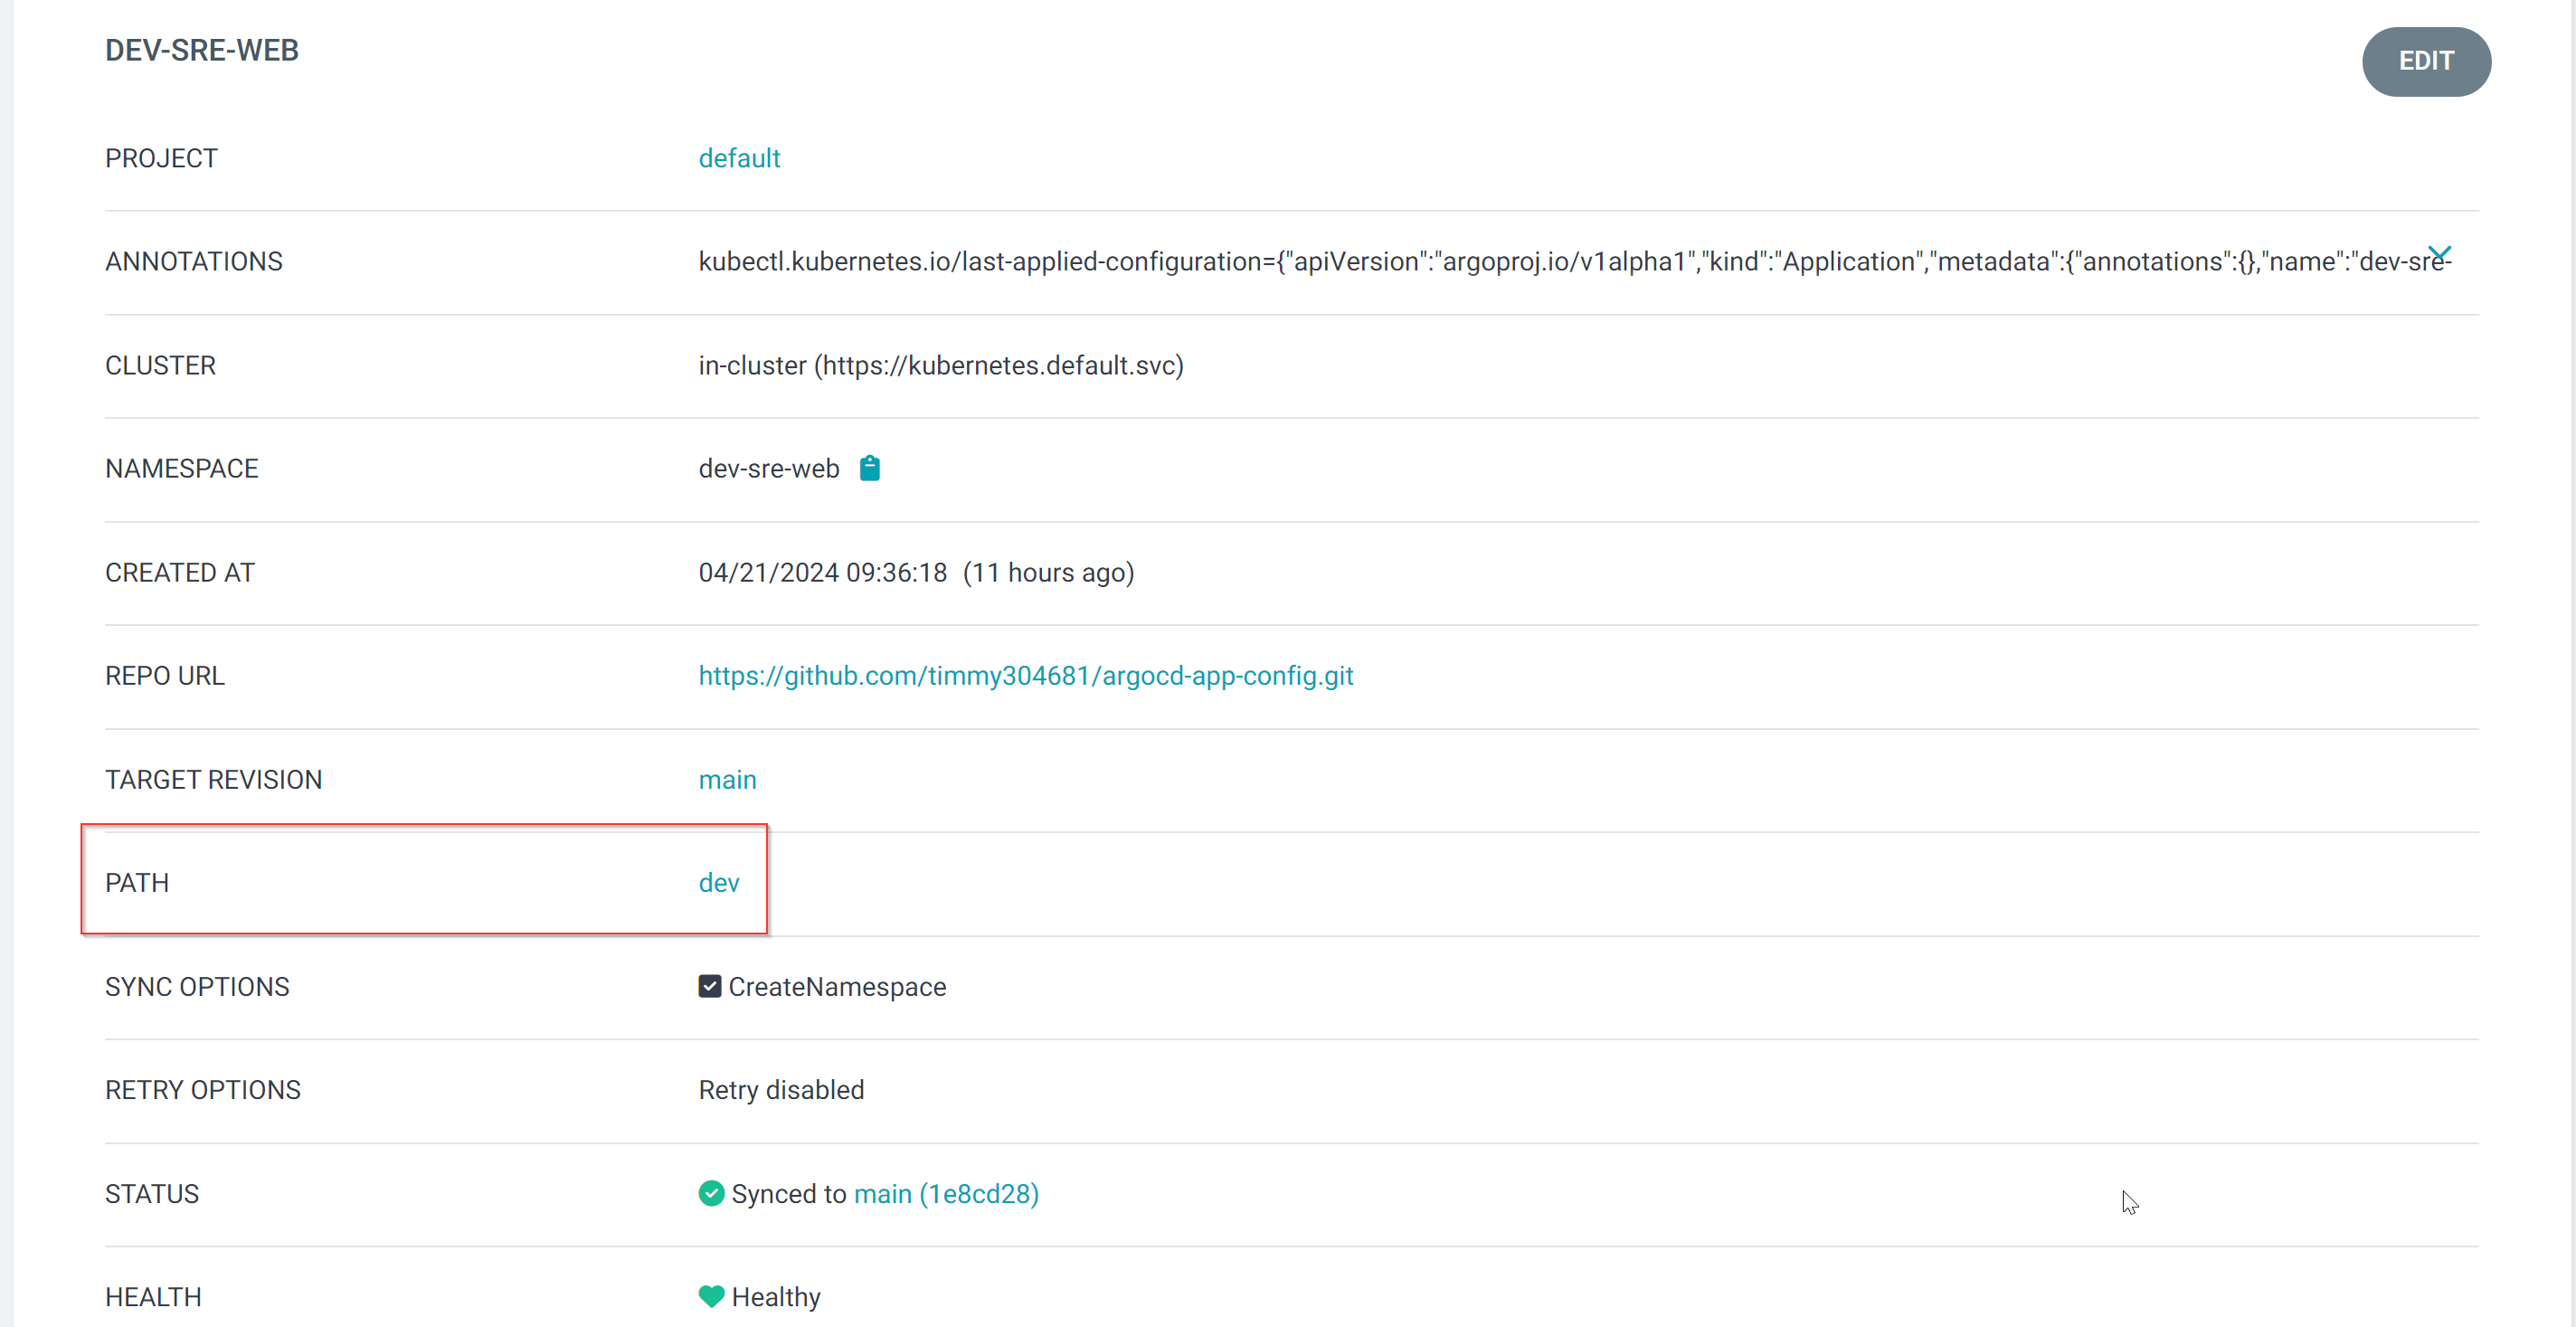 DEV-SRE-WEB
EDIT
PROJECT default
ANNOTATIONS kubectl.kubernetes.io/last-applied-configuration={"apiVersion":"argoproj.io/v1alpha1","kind":"Application","metadata":{"annotations":{},"name":"dev-sre-
CLUSTER in-cluster (https://kubernetes.default.svc)
NAMESPACE dev-sre-web
CREATED AT 04/21/2024 09:36:18 (11 hours ago)
REPO URL https://github.com/timmy304681/argocd-app-config.git
TARGET REVISION main
PATH dev
SYNC OPTIONS CreateNamespace
RETRY OPTIONS Retry disabled
STATUS Synced to main (1e8cd28)
HEALTH Healthy